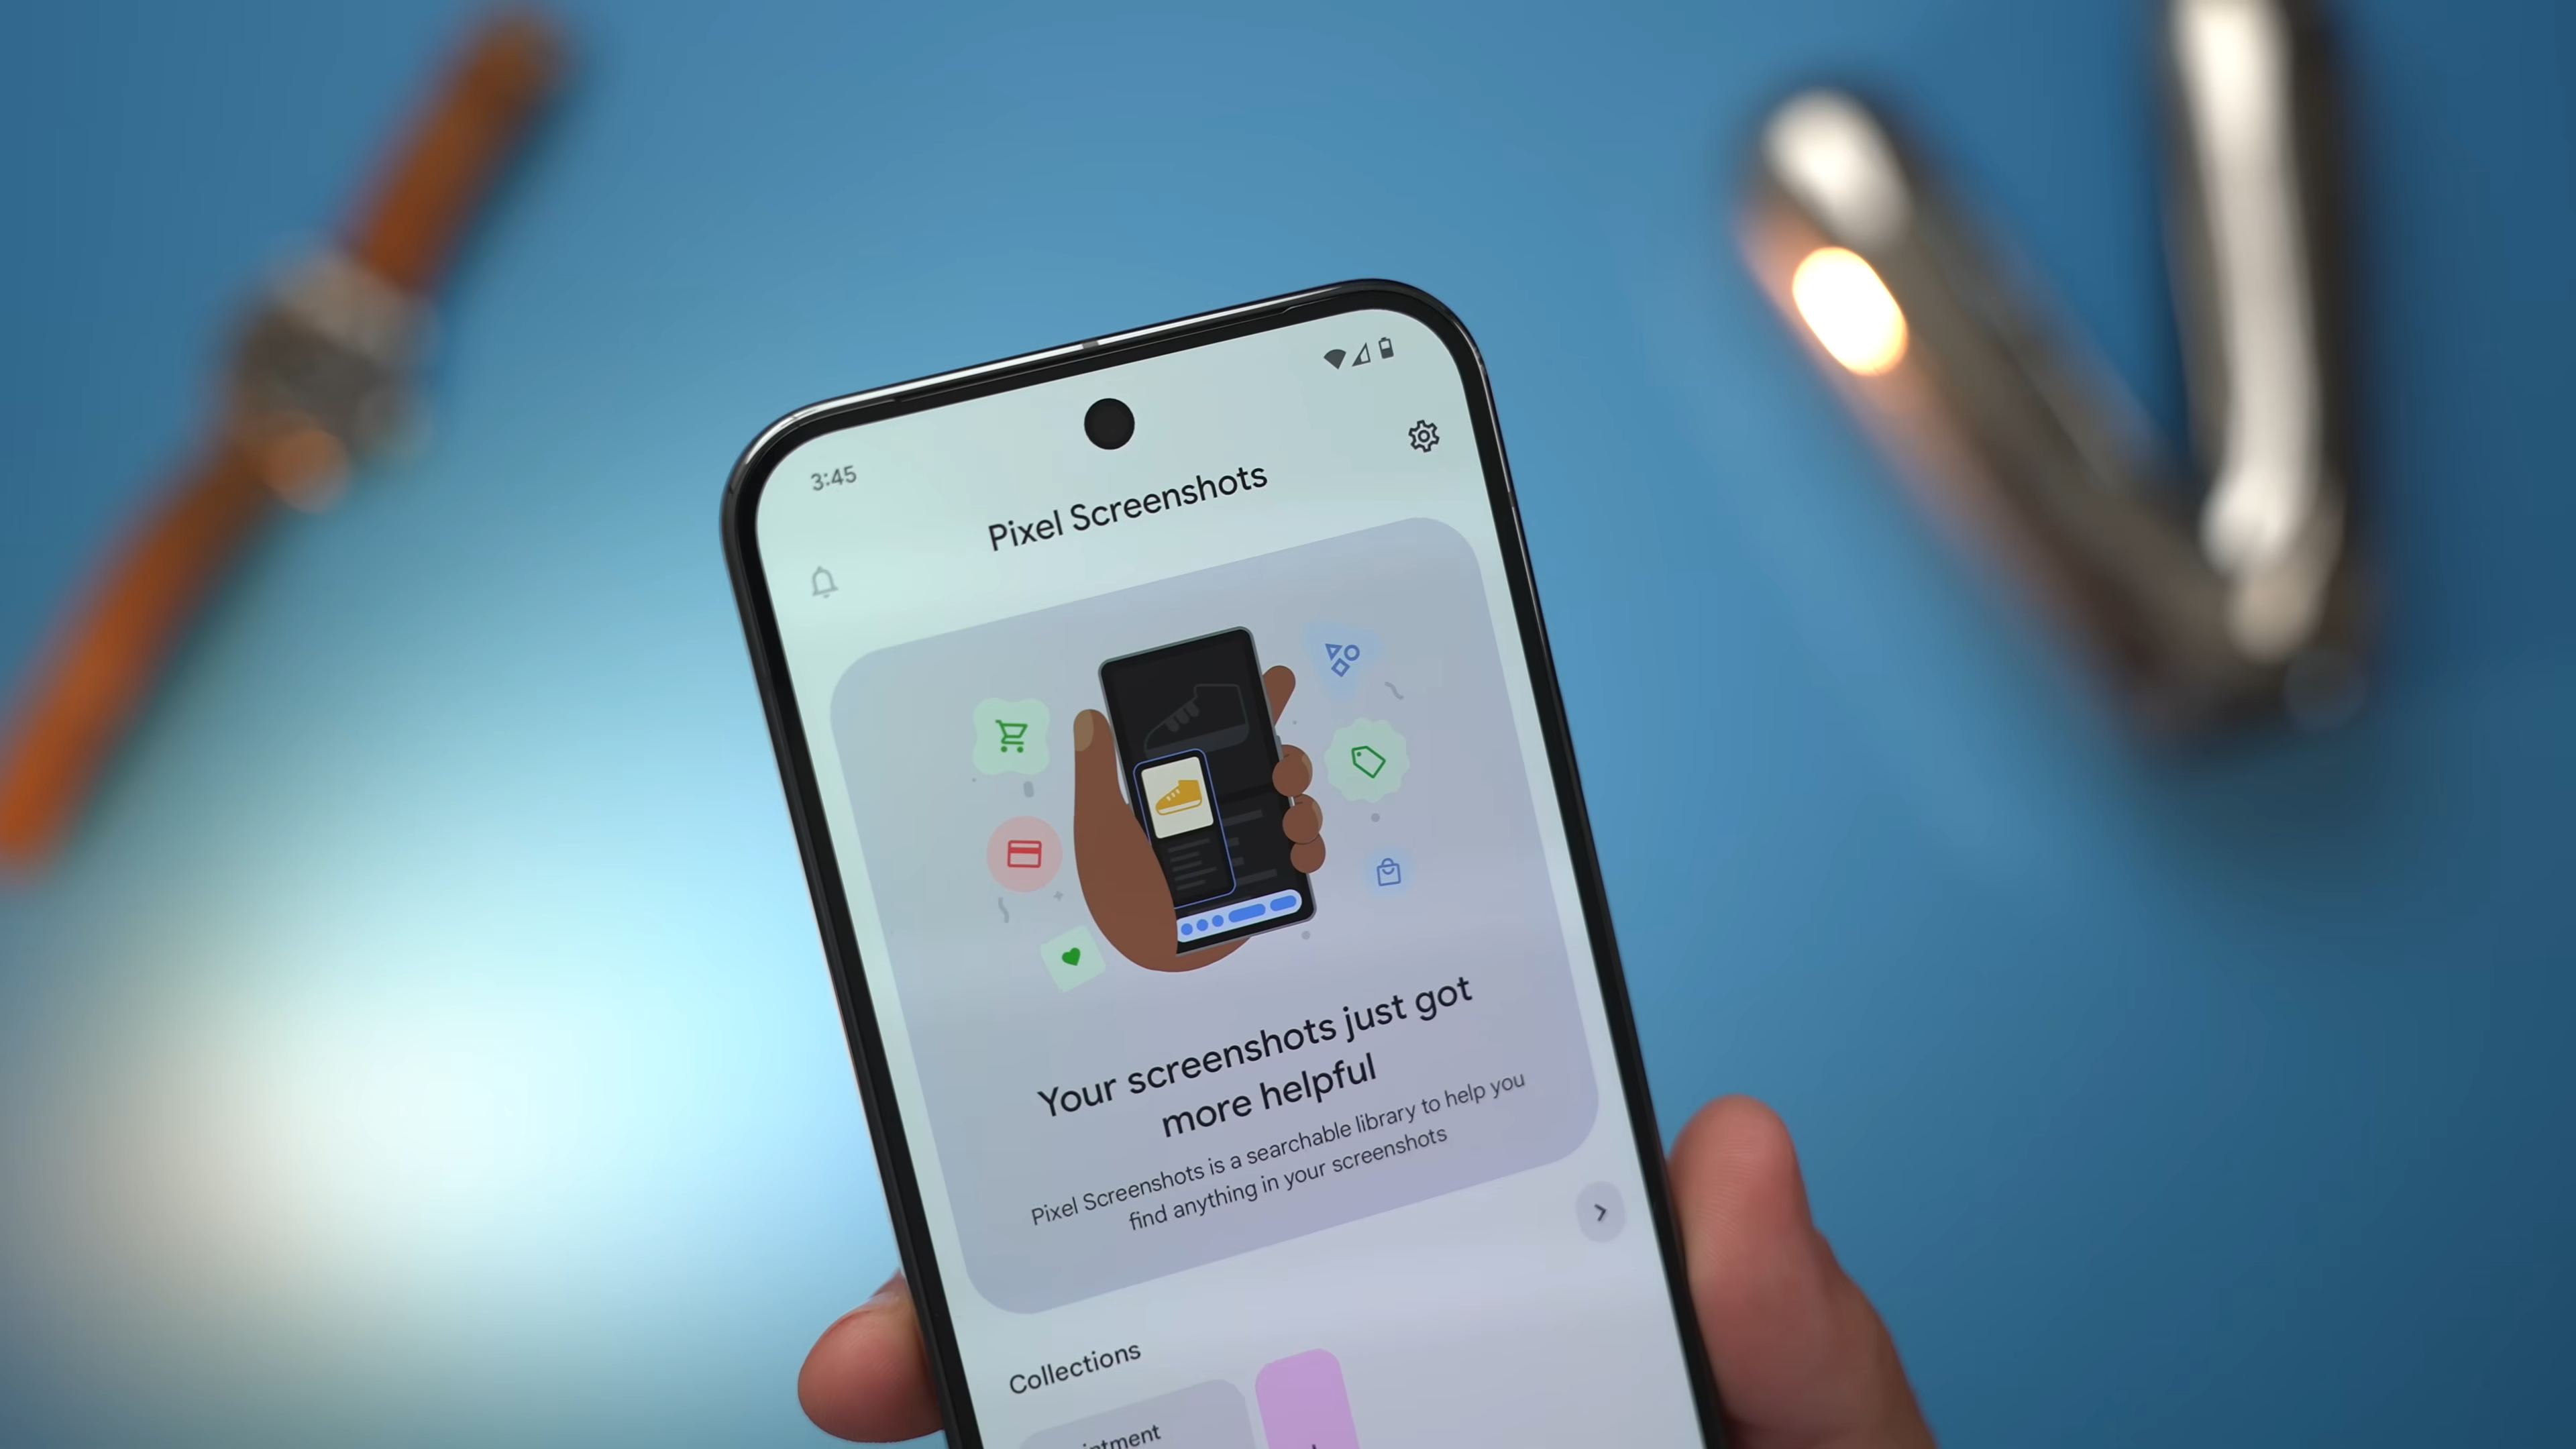 3:45
Pixel Screenshots
Your screenshots just got
more helpful
Pixel Screenshots is a searchable library to help you
find anything in your screenshots
Collections